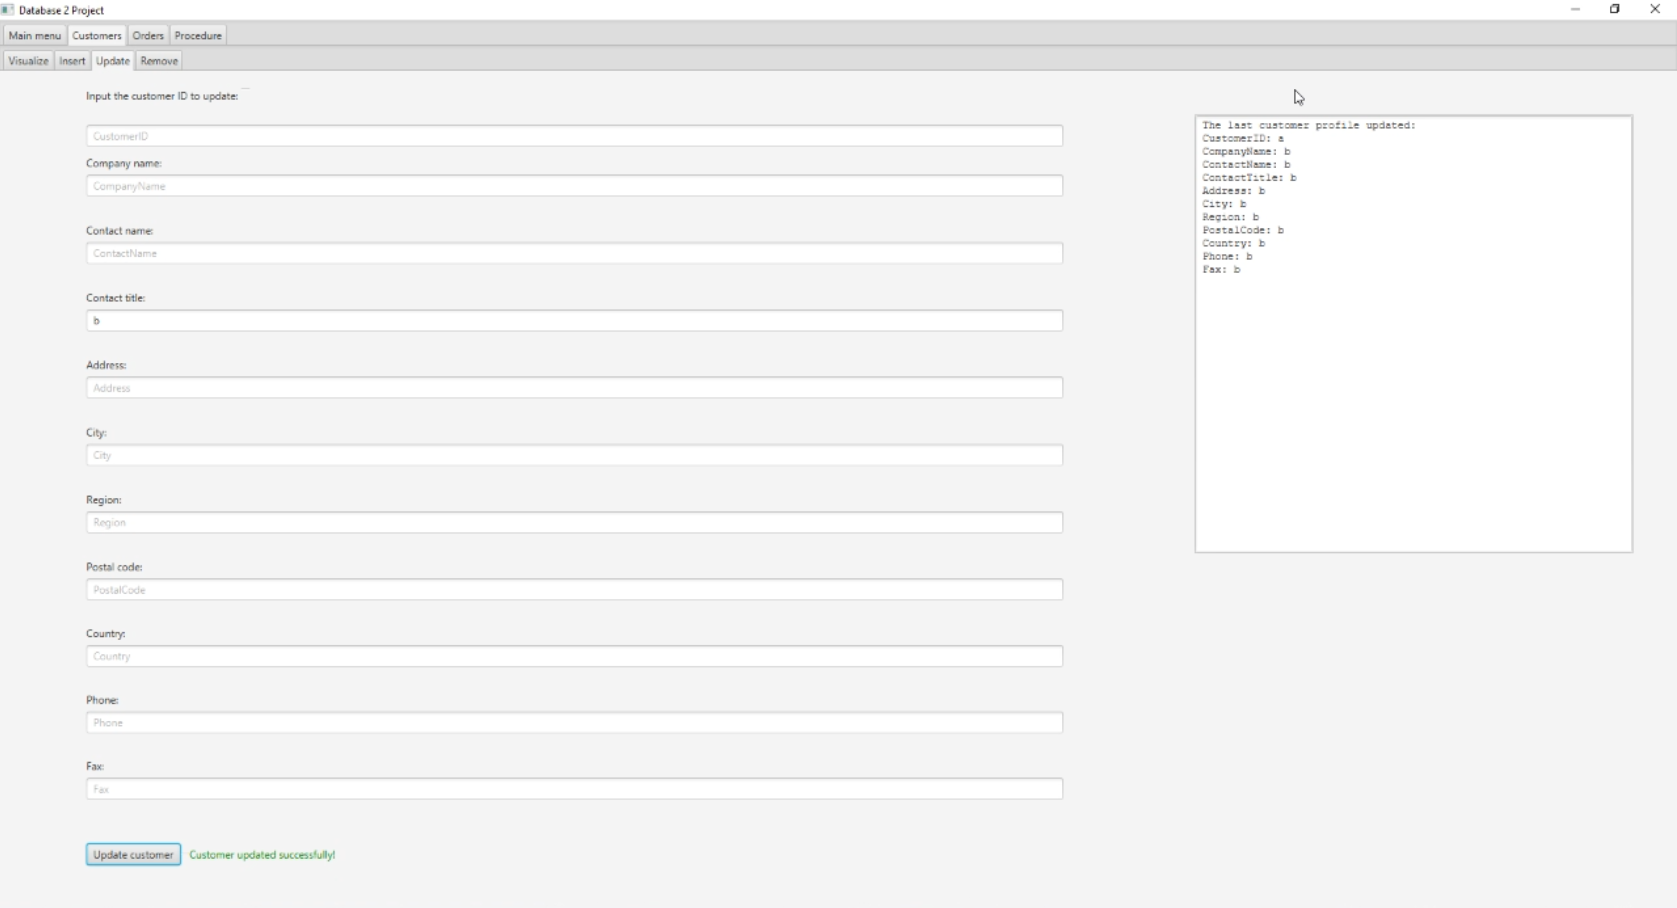 Database 2 Project
Main menu Customers Orders Procedure
Visualize Insert Update Remove
Input the customer ID to update:
CustomerID
Company name:
CompanyName
Contact name:
ContactName
Contact title:
b
Address:
Address
City:
City
Region:
Region
Postal code:
PostalCode
Country:
Country
Phone:
Phone
Fax:
Fax
Update customer Customer updated successfully!
The last customer profile updated:
CustomerID: a
CompanyName: b
ContactName: b
ContactTitle: b
Address: b
City: b
Region: b
PostalCode: b
Country: b
Phone: b
Fax: b